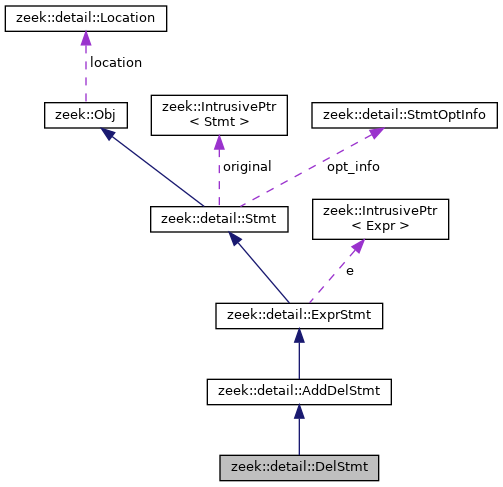 zeek::detail::Location
location
zeek::Obj
zeek::IntrusivePtr
< Stmt >
zeek::detail::StmtOptInfo
original
opt_info
zeek::detail::Stmt
zeek::IntrusivePtr
< Expr >
e
zeek::detail::ExprStmt
zeek::detail::AddDelStmt
zeek::detail::DelStmt